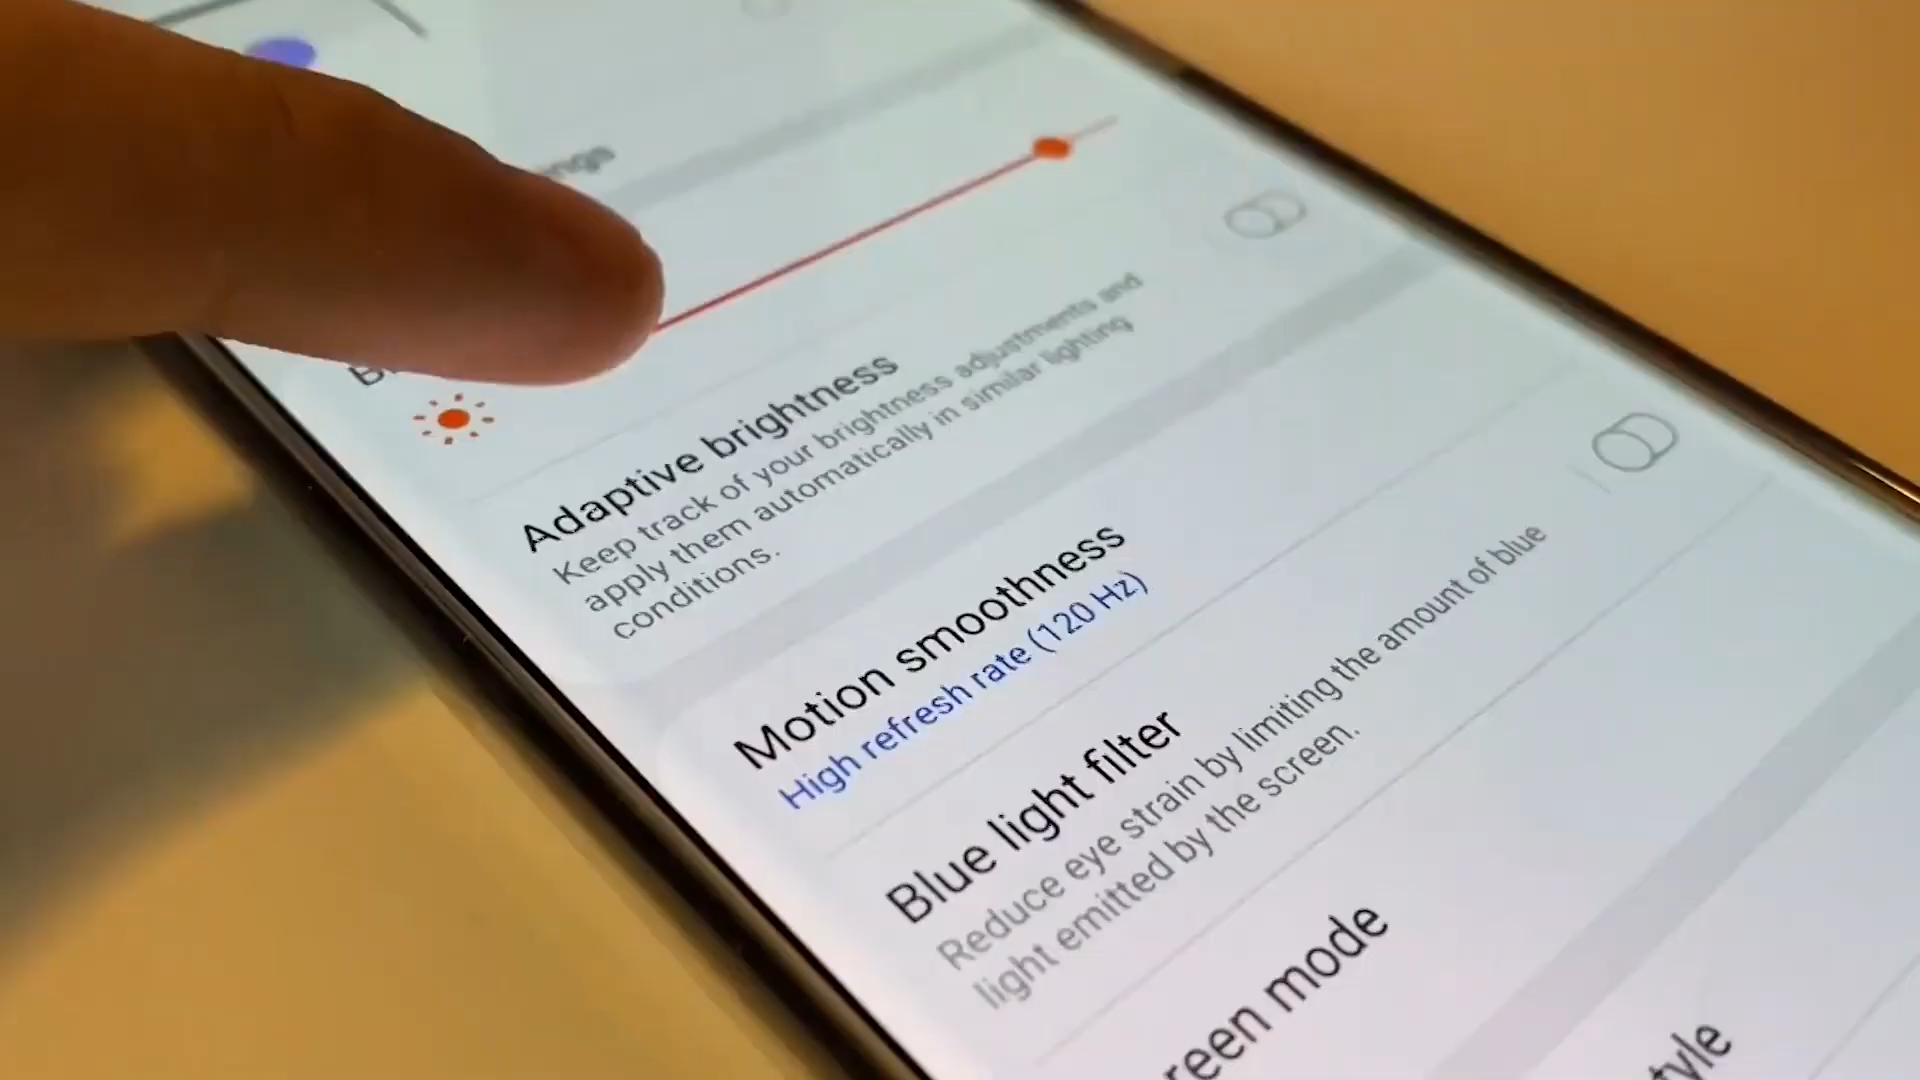 Adaptive brightness
Keep track of your brightness adjustments and
apply them automatically in similar lighting
conditions.
Motion smoothness
High refresh rate (120 Hz)
Blue light filter
Reduce eye strain by limiting the amount of blue
light emitted by the screen.
reen mode
tyle